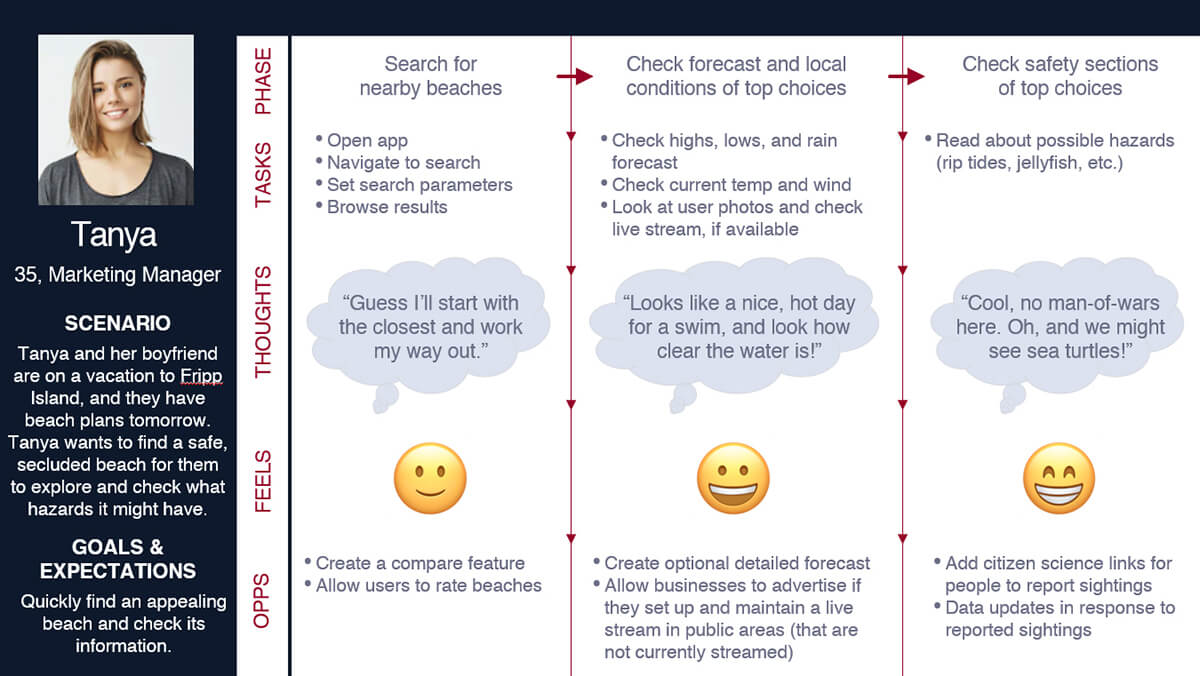 Tanya
35, Marketing Manager
SCENARIO
Tanya and her boyfriend
are on a vacation to Fripp
Island, and they have
beach plans tomorrow.
Tanya wants to find a safe,
secluded beach for them
to explore and check what
hazards it might have.
GOALS &
EXPECTATIONS
Quickly find an appealing
beach and check its
information.
PHASE
Search for
nearby beaches
Check forecast and local
conditions of top choices
Check safety sections
of top choices
TASKS
• Open app
• Navigate to search
• Set search parameters
• Browse results
• Check highs, lows, and rain
forecast
• Check current temp and wind
• Look at user photos and check
live stream, if available
• Read about possible hazards
(rip tides, jellyfish, etc.)
THOUGHTS
“Guess I’ll start with
the closest and work
my way out.”
“Looks like a nice, hot day
for a swim, and look how
clear the water is!”
“Cool, no man-of-wars
here. Oh, and we might
see sea turtles!”
FEELS
OPPS
• Create a compare feature
• Allow users to rate beaches
• Create optional detailed forecast
• Allow businesses to advertise if
they set up and maintain a live
stream in public areas (that are
not currently streamed)
• Add citizen science links for
people to report sightings
• Data updates in response to
reported sightings